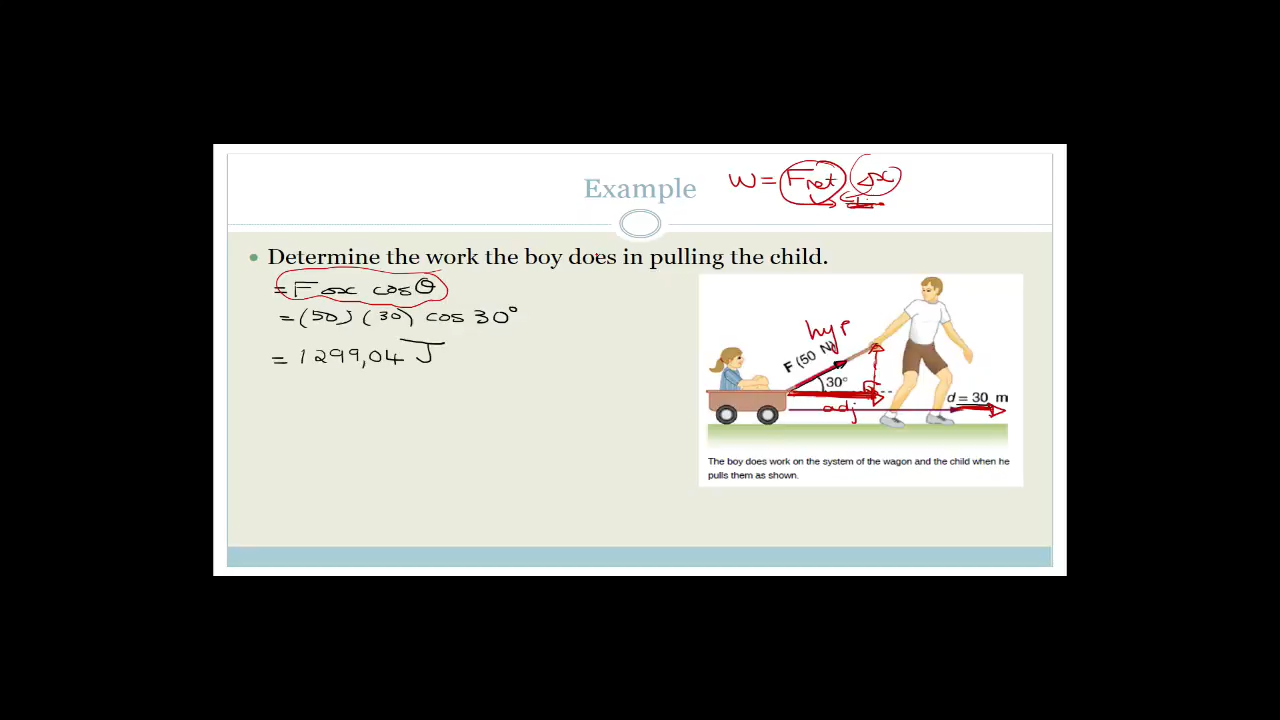 Example
W = Fnet Δx
• Determine the work the boy does in pulling the child.
= F Δx cos θ
= (50) (30) cos 30°
= 1299,04 J
hyp
F (50 N)
30°
adj
d = 30 m
The boy does work on the system of the wagon and the child when he
pulls them as shown.